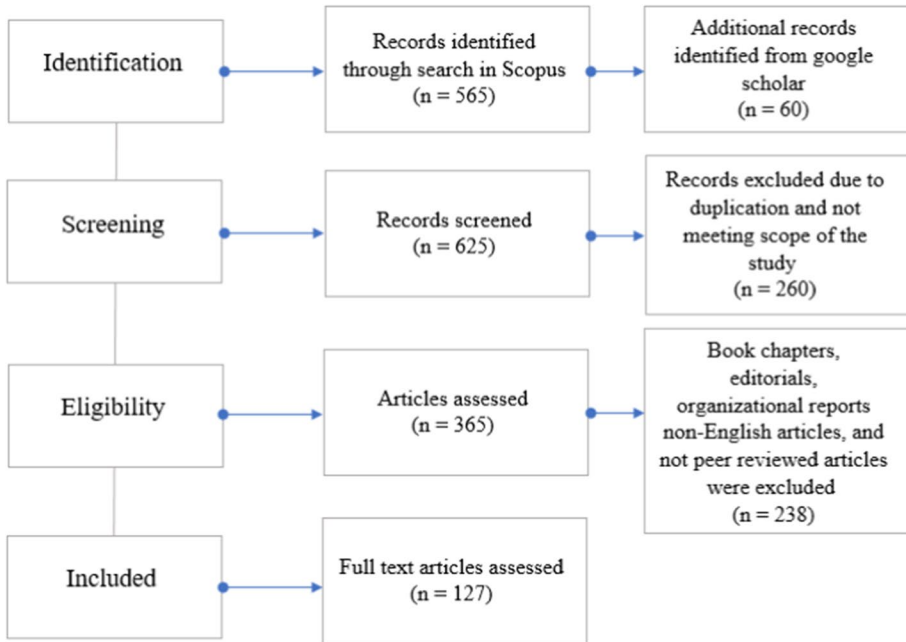 Identification
Records identified
through search in Scopus
(n = 565)
Additional records
identified from google
scholar
(n = 60)
Screening
Records screened
(n = 625)
Records excluded due to
duplication and not
meeting scope of the
study
(n = 260)
Eligibility
Articles assessed
(n = 365)
Book chapters,
editorials,
organizational reports
non-English articles, and
not peer reviewed articles
were excluded
(n = 238)
Included
Full text articles assessed
(n = 127)